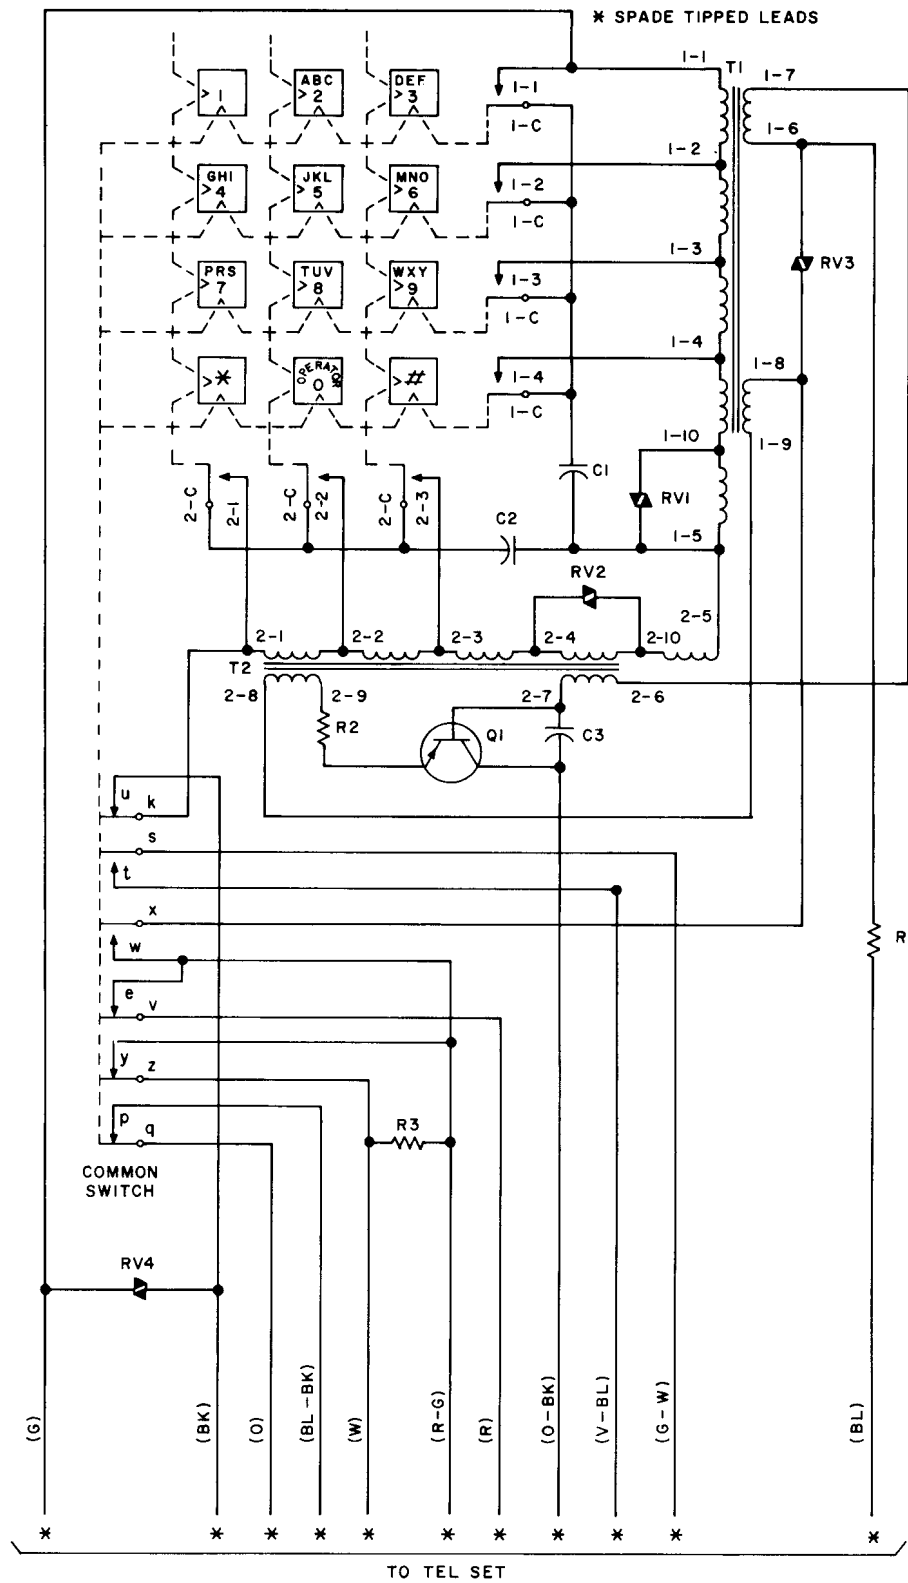 * SPADE TIPPED LEADS
1-1 T1 1-7
1 ABC 2 DEF 3 1-1
1-C 1-6
1-2
GHI 4 JKL 5 MNO 6 1-2
1-C
1-3 RV3
PRS 7 TUV 8 WXY 9 1-3
1-C
1-4 1-8
* OPERATOR 0 # 1-4
1-C
1-10 1-9
C1
RV1
2-C 2-1 2-C 2-2 2-C 2-3
C2 1-5
RV2
2-5
2-1 2-2 2-3 2-4 2-10
T2
2-8 2-9 2-7 2-6
R2 Q1 C3
u k
s
t
x
w R
e
v
y z
R3
p q
COMMON
SWITCH
RV4
(G) (BK) (O) (BL-BK) (W) (R-G) (R) (O-BK) (V-BL) (G-W) (BL)
* * * * * * * * * * *
TO TEL SET